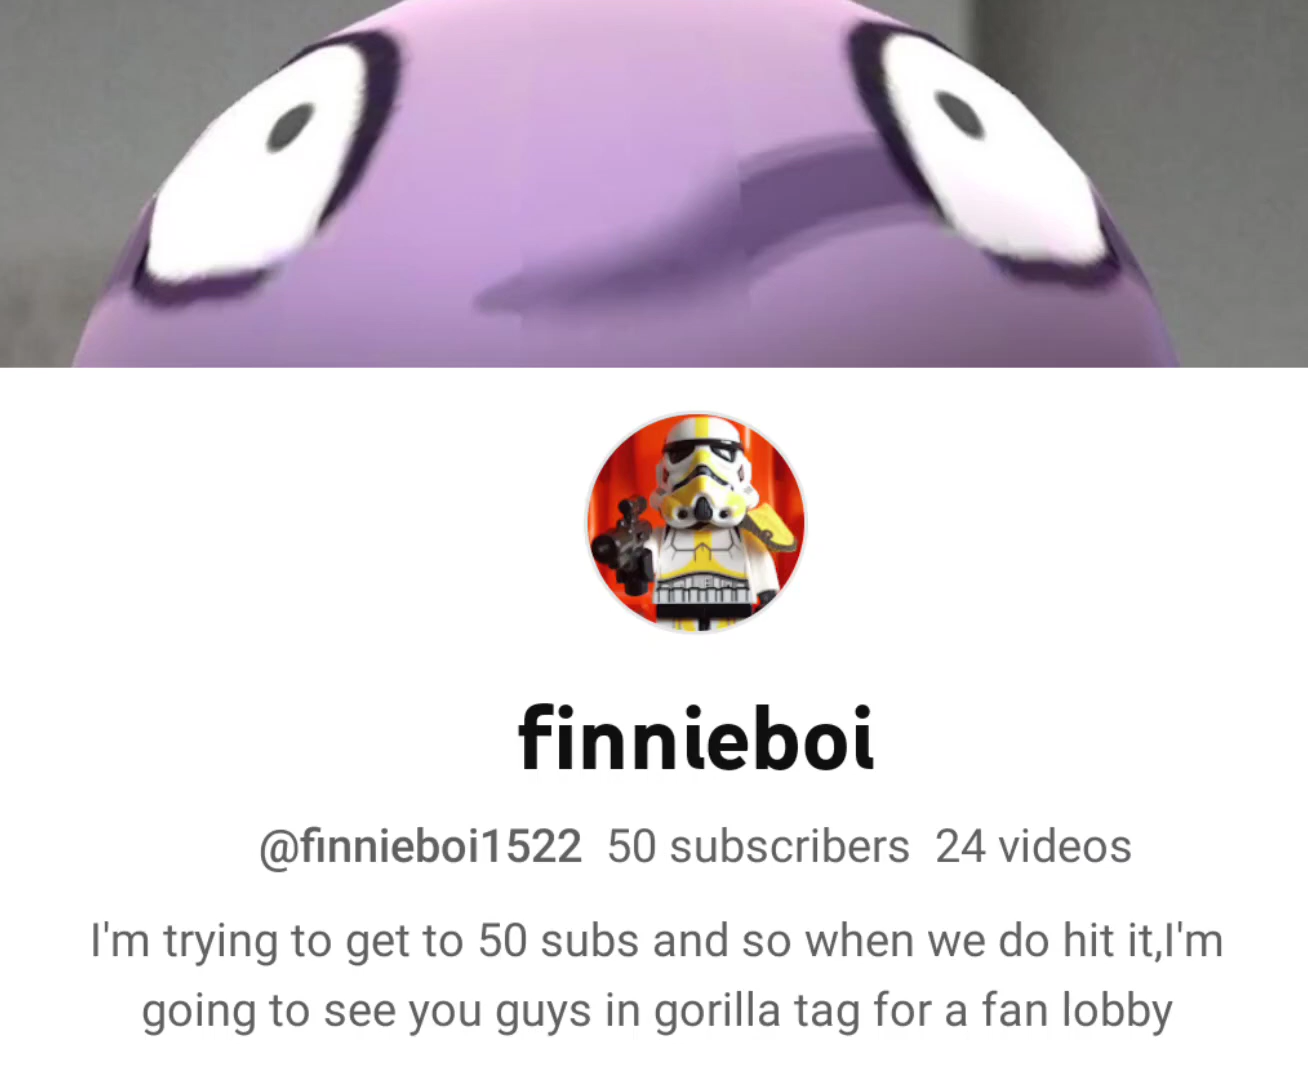 finnieboi
@finnieboi1522 50 subscribers 24 videos
I'm trying to get to 50 subs and so when we do hit it,I'm
going to see you guys in gorilla tag for a fan lobby